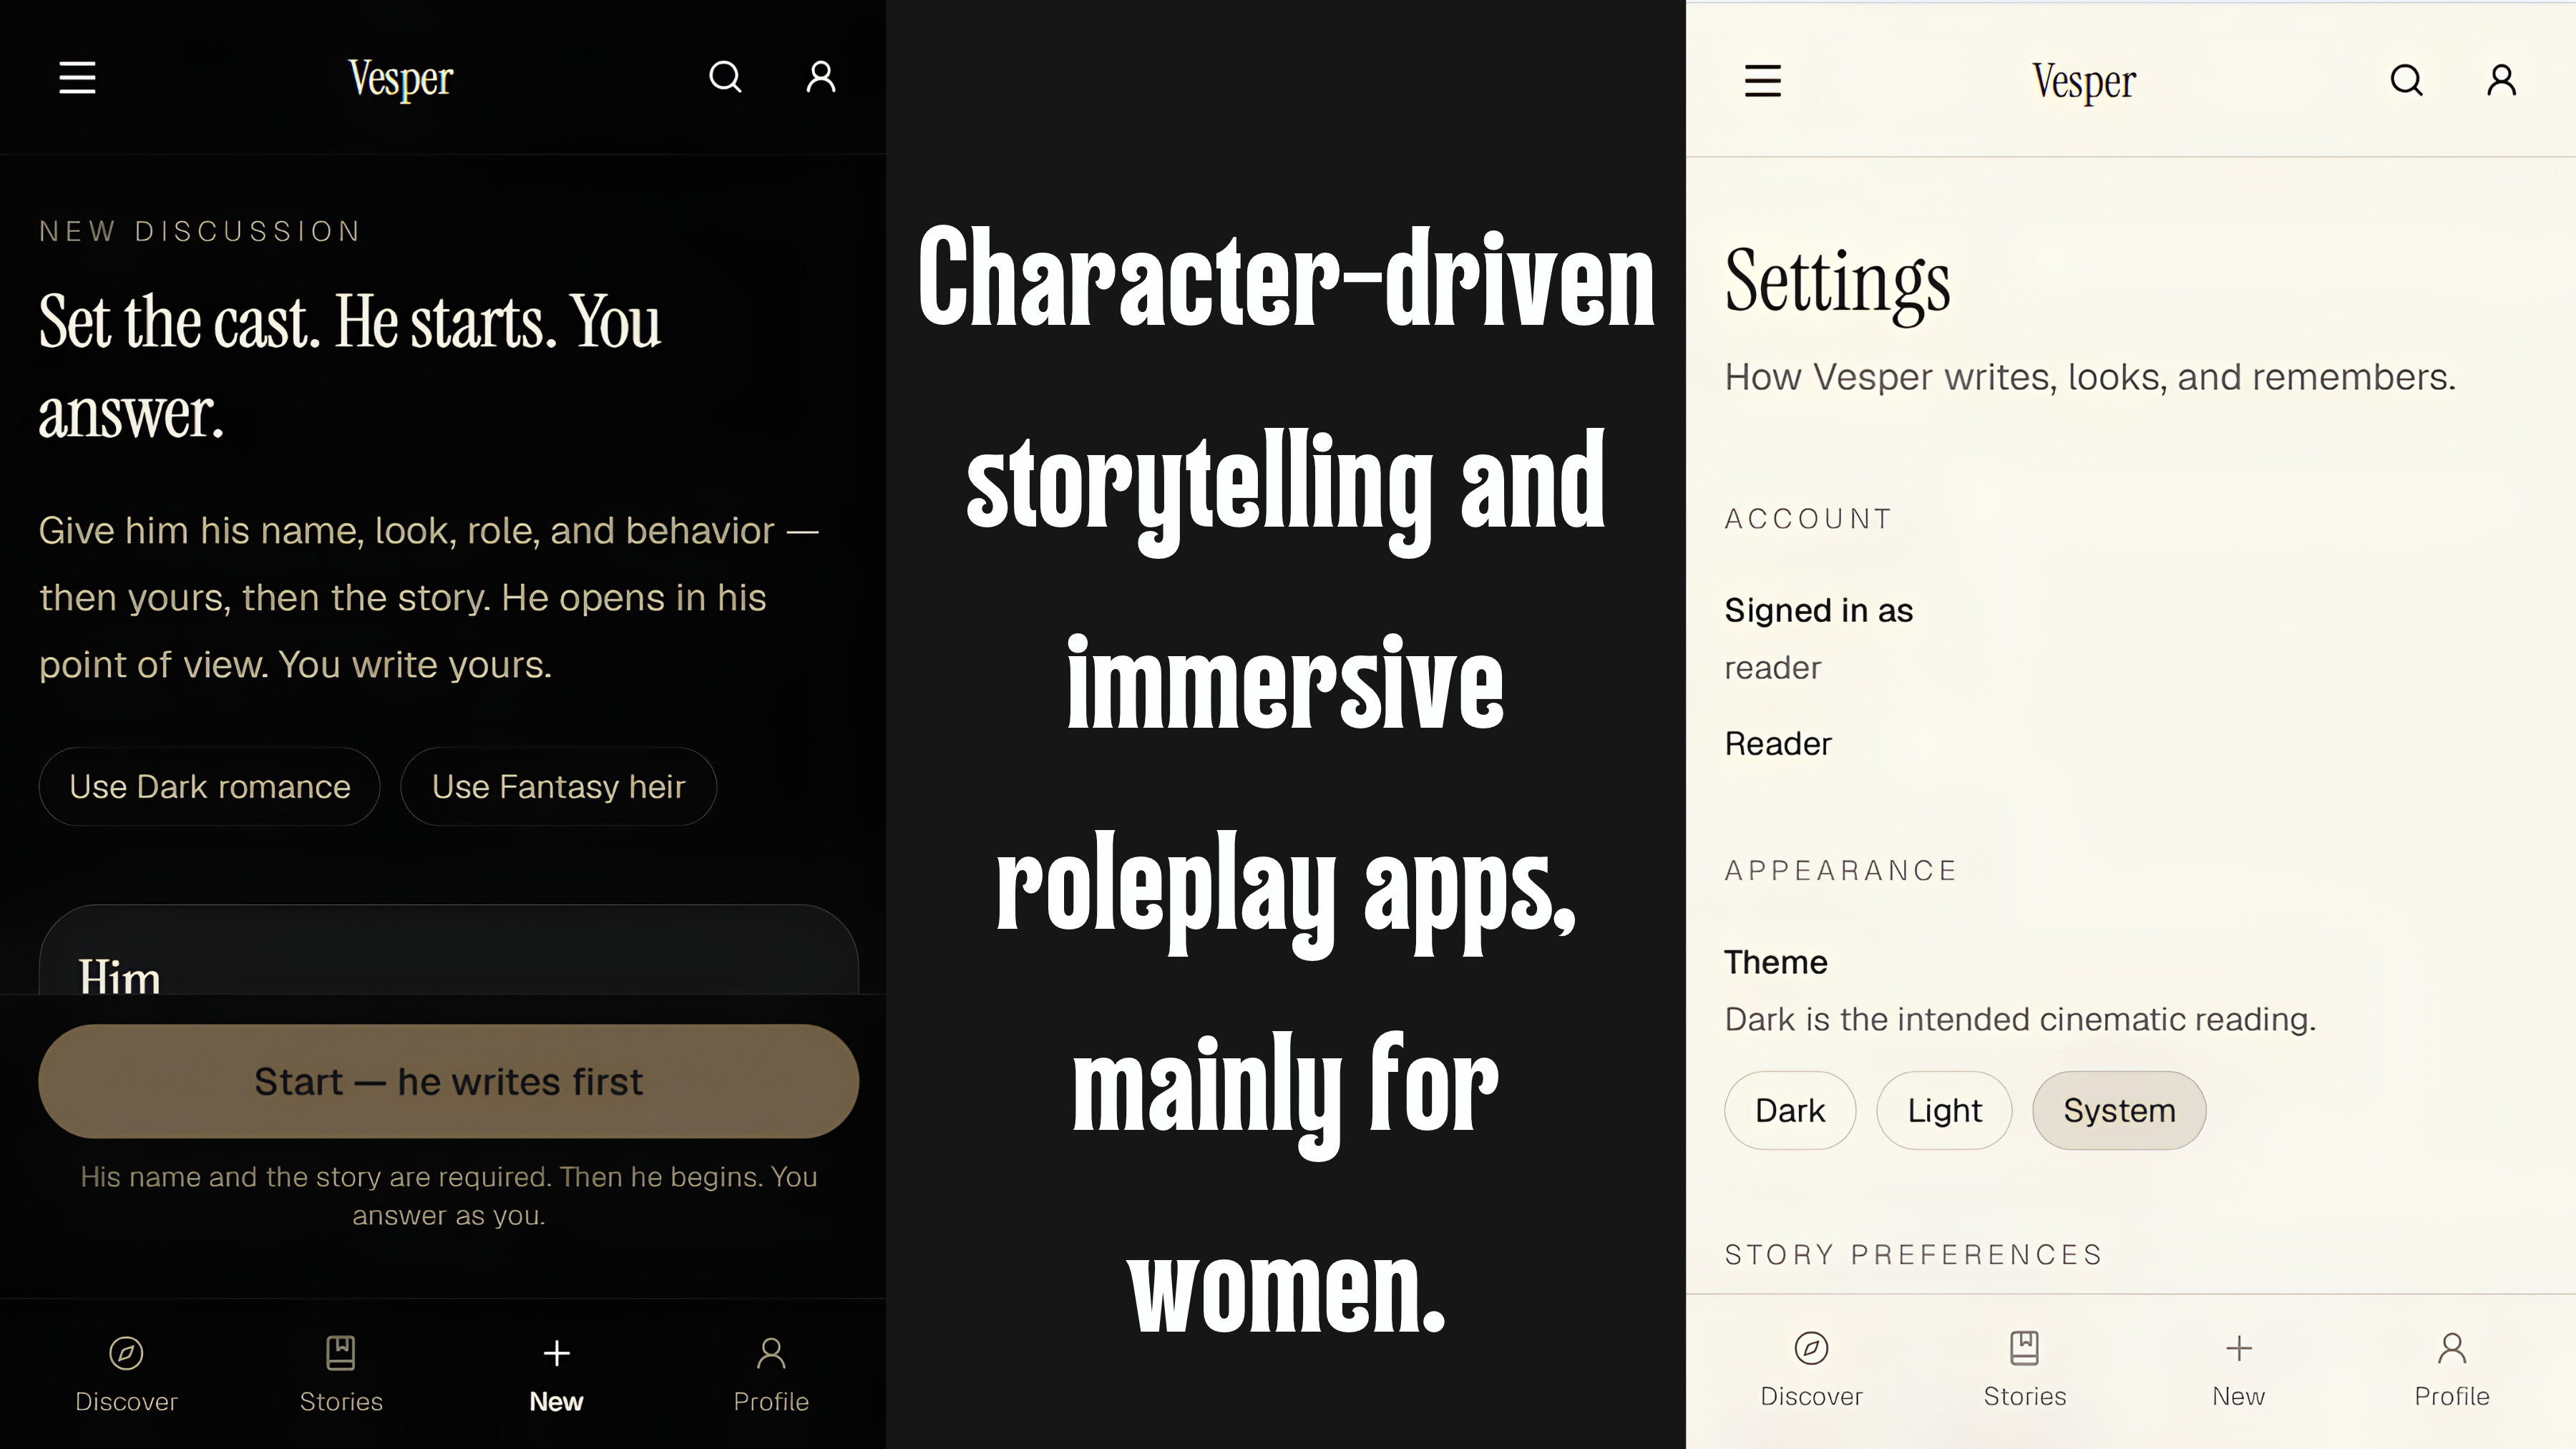 Vesper
NEW DISCUSSION
Set the cast. He starts. You
answer.
Give him his name, look, role, and behavior —
then yours, then the story. He opens in his
point of view. You write yours.
Use Dark romance
Use Fantasy heir
Him
Start — he writes first
His name and the story are required. Then he begins. You
answer as you.
Discover
Stories
New
Profile
Character-driven
storytelling and
immersive
roleplay apps,
mainly for
women.
Vesper
Settings
How Vesper writes, looks, and remembers.
ACCOUNT
Signed in as
reader
Reader
APPEARANCE
Theme
Dark is the intended cinematic reading.
Dark
Light
System
STORY PREFERENCES
Discover
Stories
New
Profile